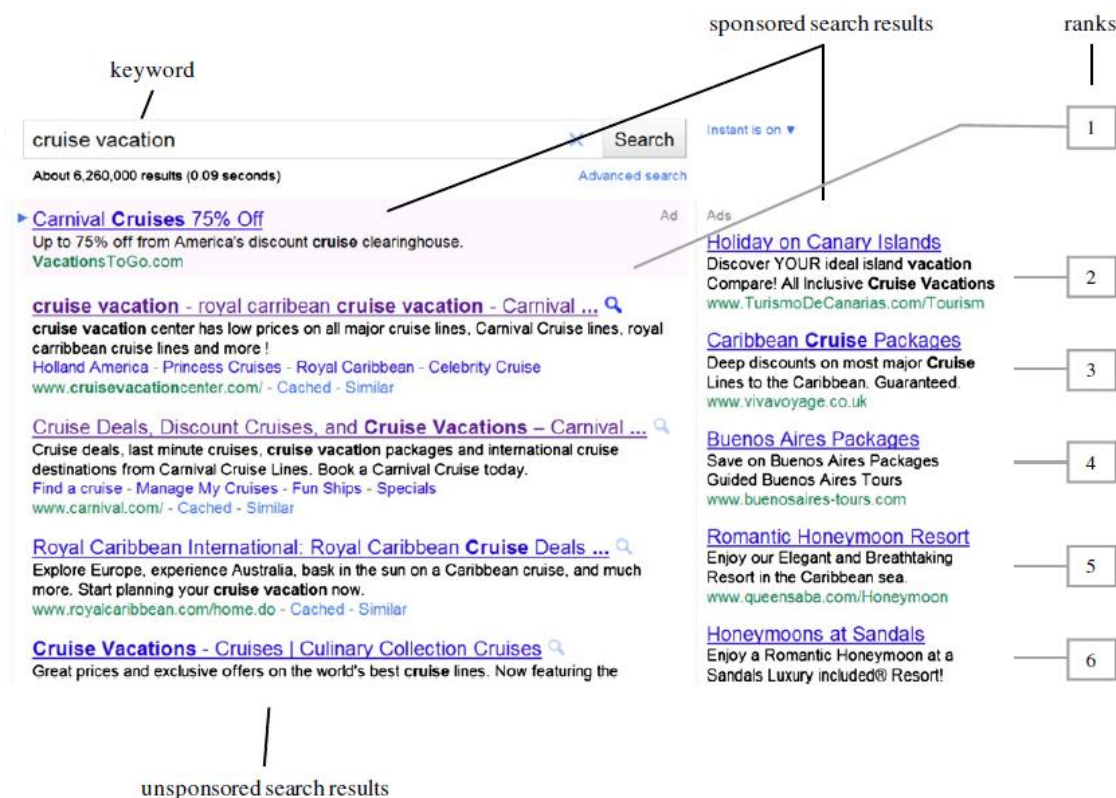 sponsored search results
ranks
keyword
cruise vacation
Search
Instant is on ▼
1
About 6,260,000 results (0.09 seconds)
Advanced search
Carnival Cruises 75% Off
Ad
Up to 75% off from America's discount cruise clearinghouse.
VacationsToGo.com
cruise vacation - royal carribean cruise vacation - Carnival ...
cruise vacation center has low prices on all major cruise lines, Carnival Cruise lines, royal
carribbean cruise lines and more !
Holland America - Princess Cruises - Royal Caribbean - Celebrity Cruise
www.cruisevacationcenter.com/ - Cached - Similar
Cruise Deals, Discount Cruises, and Cruise Vacations – Carnival ...
Cruise deals, last minute cruises, cruise vacation packages and international cruise
destinations from Carnival Cruise Lines. Book a Carnival Cruise today.
Find a cruise - Manage My Cruises - Fun Ships - Specials
www.carnival.com/ - Cached - Similar
Royal Caribbean International: Royal Caribbean Cruise Deals ...
Explore Europe, experience Australia, bask in the sun on a Caribbean cruise, and much
more. Start planning your cruise vacation now.
www.royalcaribbean.com/home.do - Cached - Similar
Cruise Vacations - Cruises | Culinary Collection Cruises
Great prices and exclusive offers on the world's best cruise lines. Now featuring the
Ads
Holiday on Canary Islands
Discover YOUR ideal island vacation
Compare! All Inclusive Cruise Vacations
www.TurismoDeCanarias.com/Tourism
2
Caribbean Cruise Packages
Deep discounts on most major Cruise
Lines to the Caribbean. Guaranteed.
www.vivavoyage.co.uk
3
Buenos Aires Packages
Save on Buenos Aires Packages
Guided Buenos Aires Tours
www.buenosaires-tours.com
4
Romantic Honeymoon Resort
Enjoy our Elegant and Breathtaking
Resort in the Caribbean sea.
www.queensaba.com/Honeymoon
5
Honeymoons at Sandals
Enjoy a Romantic Honeymoon at a
Sandals Luxury included® Resort!
6
unsponsored search results